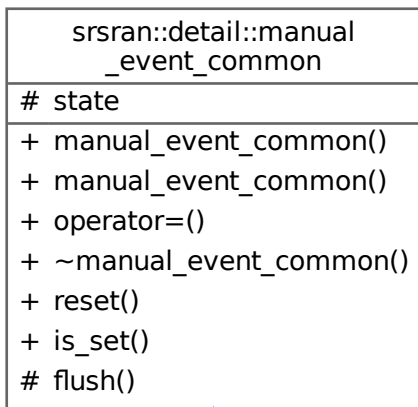 srsran::detail::manual
_event_common
# state
+ manual_event_common()
+ manual_event_common()
+ operator=()
+ ~manual_event_common()
+ reset()
+ is_set()
# flush()